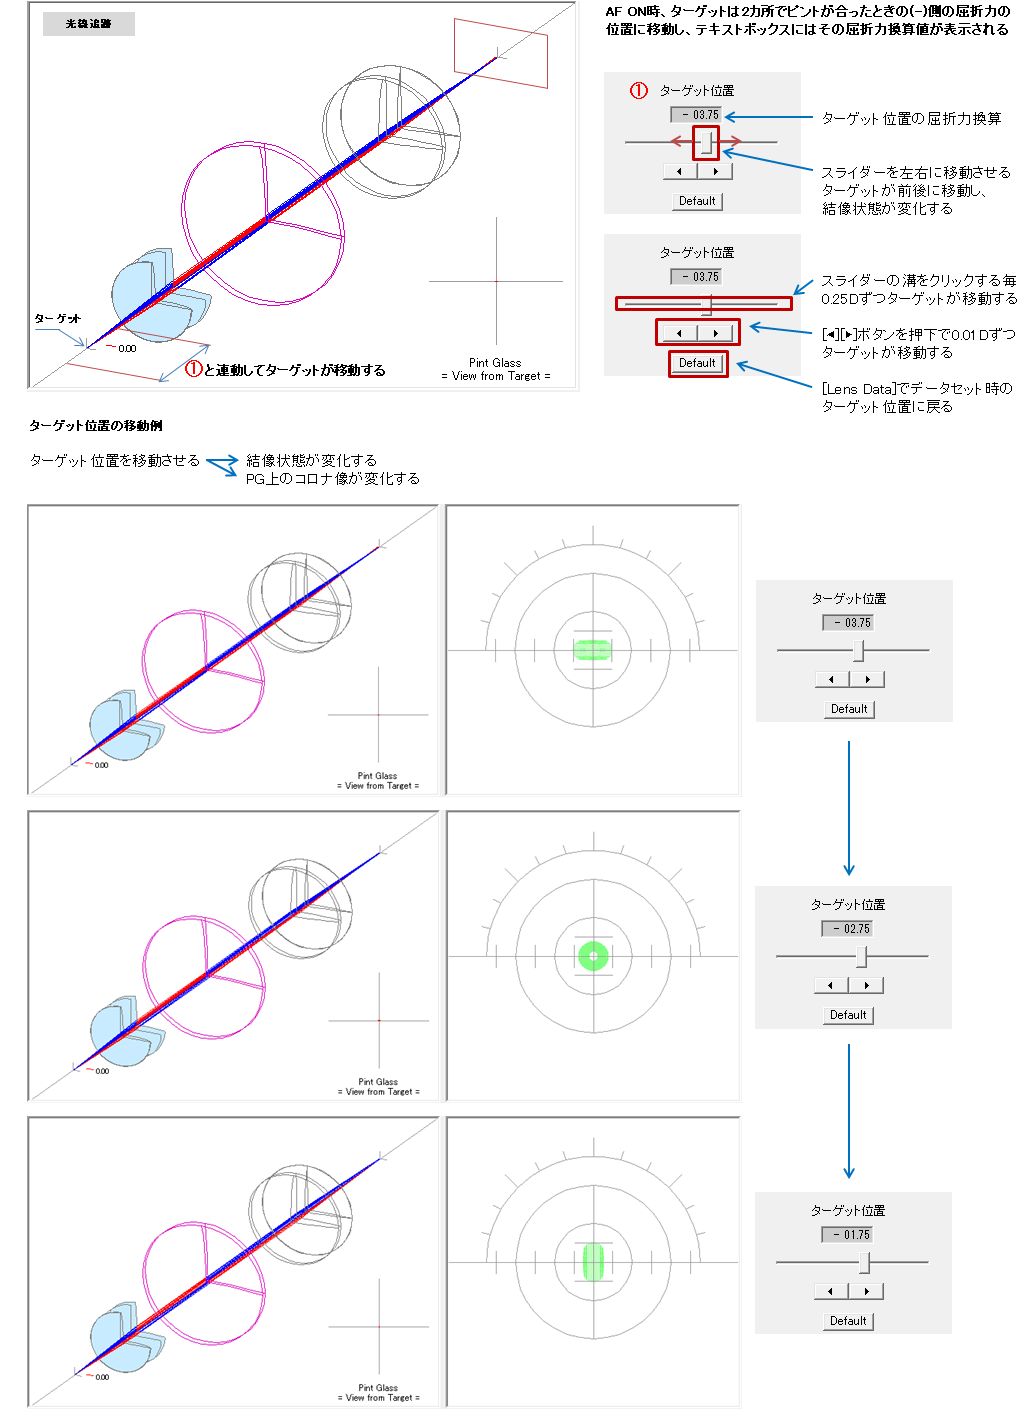 光線追跡
ターゲット
0.00
①と連動してターゲットが移動する
Pint Glass
= View from Target =
AF ON時、ターゲットは2カ所でピントが合ったときの(-)側の屈折力の
位置に移動し、テキストボックスにはその屈折力換算値が表示される
① ターゲット位置
- 03.75
Default
ターゲット位置の屈折力換算
スライダーを左右に移動させる
ターゲットが前後に移動し、
結像状態が変化する
ターゲット位置
- 03.75
Default
スライダーの溝をクリックする毎
0.25Dずつターゲットが移動する
[◀][▶]ボタンを押下で0.01Dずつ
ターゲットが移動する
[Lens Data]でデータセット時の
ターゲット位置に戻る
ターゲット位置の移動例
ターゲット位置を移動させる
結像状態が変化する
PG上のコロナ像が変化する
0.00
Pint Glass
= View from Target =
ターゲット位置
- 03.75
Default
0.00
Pint Glass
= View from Target =
ターゲット位置
- 02.75
Default
0.00
Pint Glass
= View from Target =
ターゲット位置
- 01.75
Default